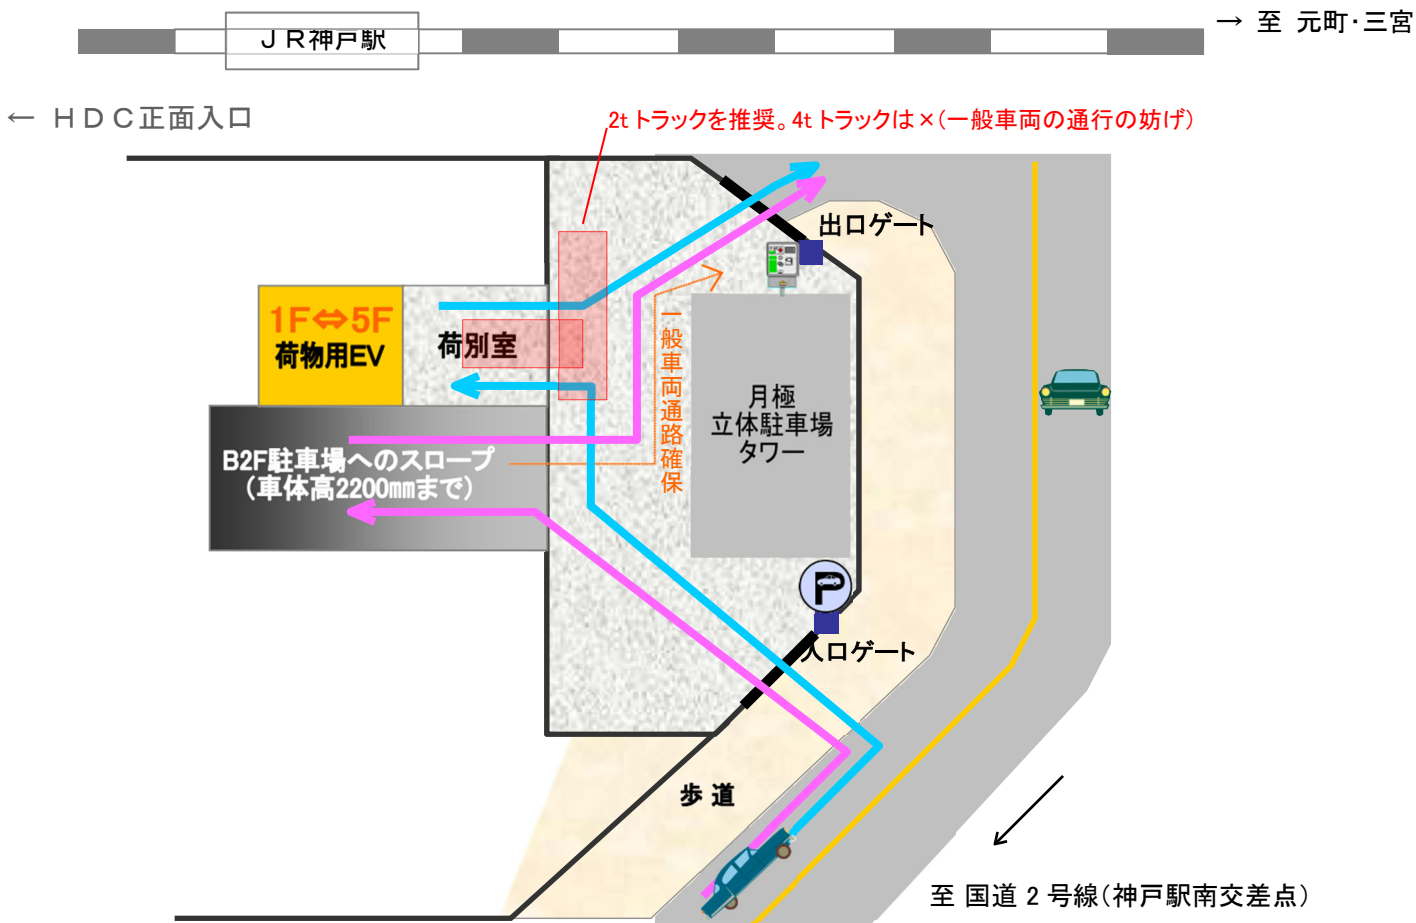 → 至 元町・三宮
JR神戸駅
← HDC正面入口
2tトラックを推奨。4tトラックは×(一般車両の通行の妨げ)
出口ゲート
1F⇔5F
荷物用EV
荷別室
一般車両通路確保
月極
立体駐車場
タワー
B2F駐車場へのスロープ
(車体高2200mmまで)
P
入口ゲート
歩道
至 国道2号線(神戸駅南交差点)